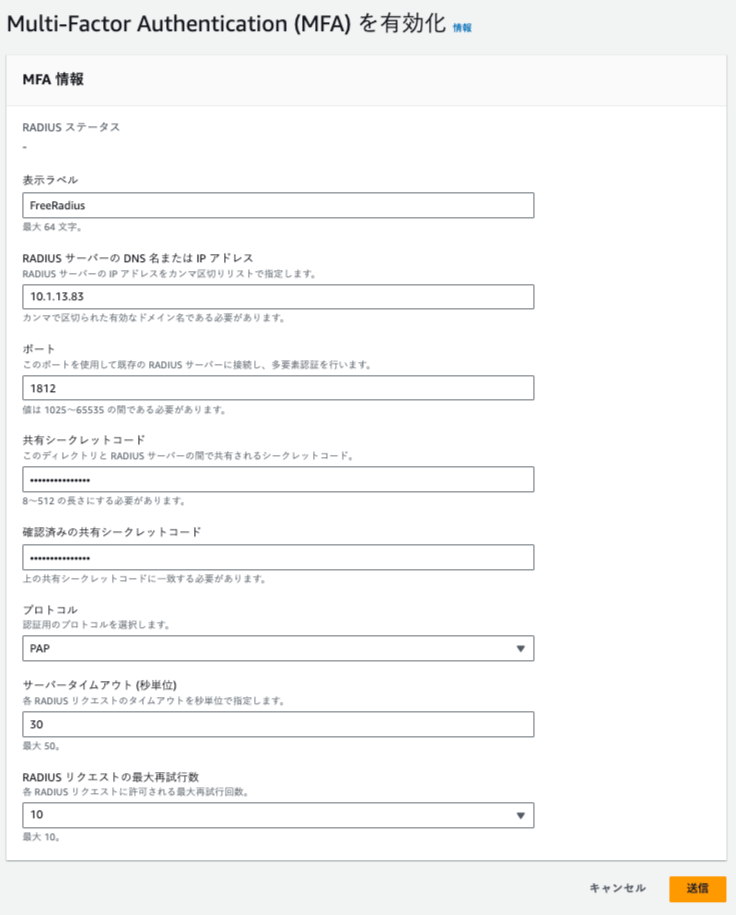 Multi-Factor Authentication (MFA) を有効化 情報
MFA 情報
RADIUS ステータス
-
表示ラベル
FreeRadius
最大 64 文字。
RADIUS サーバーの DNS 名または IP アドレス
RADIUS サーバーの IP アドレスをカンマ区切りリストで指定します。
10.1.13.83
カンマで区切られた有効なドメイン名である必要があります。
ポート
このポートを使用して既存の RADIUS サーバーに接続し、多要素認証を行います。
1812
値は 1025～65535 の間である必要があります。
共有シークレットコード
このディレクトリと RADIUS サーバーの間で共有されるシークレットコード。
•••••••••••••••
8～512 の長さにする必要があります。
確認済みの共有シークレットコード
•••••••••••••••
上の共有シークレットコードに一致する必要があります。
プロトコル
認証用のプロトコルを選択します。
PAP
サーバータイムアウト (秒単位)
各 RADIUS リクエストのタイムアウトを秒単位で指定します。
30
最大 50。
RADIUS リクエストの最大再試行数
各 RADIUS リクエストに許可される最大再試行回数。
10
最大 10。
キャンセル 送信